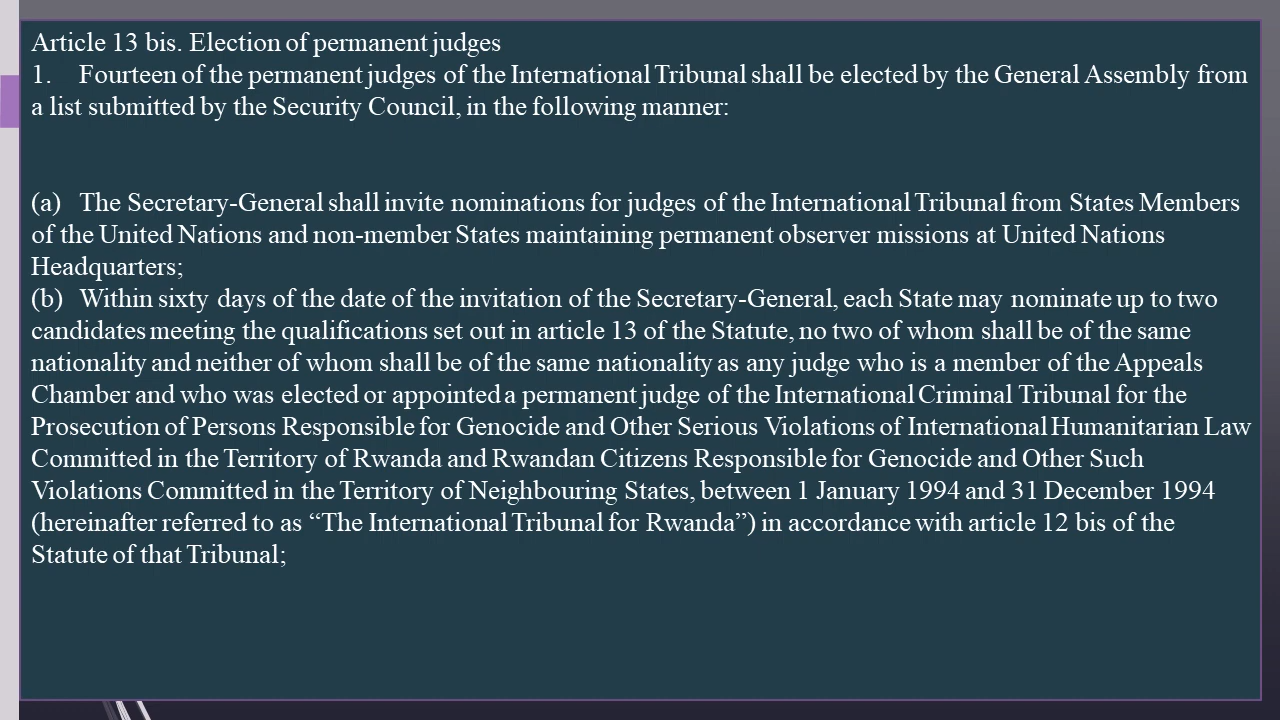 Article 13 bis. Election of permanent judges
1. Fourteen of the permanent judges of the International Tribunal shall be elected by the General Assembly from
a list submitted by the Security Council, in the following manner:
(a) The Secretary-General shall invite nominations for judges of the International Tribunal from States Members
of the United Nations and non-member States maintaining permanent observer missions at United Nations
Headquarters;
(b) Within sixty days of the date of the invitation of the Secretary-General, each State may nominate up to two
candidates meeting the qualifications set out in article 13 of the Statute, no two of whom shall be of the same
nationality and neither of whom shall be of the same nationality as any judge who is a member of the Appeals
Chamber and who was elected or appointed a permanent judge of the International Criminal Tribunal for the
Prosecution of Persons Responsible for Genocide and Other Serious Violations of International Humanitarian Law
Committed in the Territory of Rwanda and Rwandan Citizens Responsible for Genocide and Other Such
Violations Committed in the Territory of Neighbouring States, between 1 January 1994 and 31 December 1994
(hereinafter referred to as “The International Tribunal for Rwanda”) in accordance with article 12 bis of the
Statute of that Tribunal;